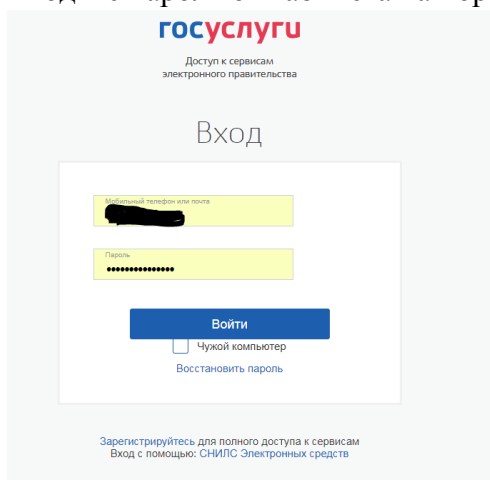 госуслуги
Доступ к сервисам
электронного правительства
Вход
Мобильный телефон или почта
Пароль
•••••••••••••••
Войти
Чужой компьютер
Восстановить пароль
Зарегистрируйтесь для полного доступа к сервисам
Вход с помощью: СНИЛС Электронных средств